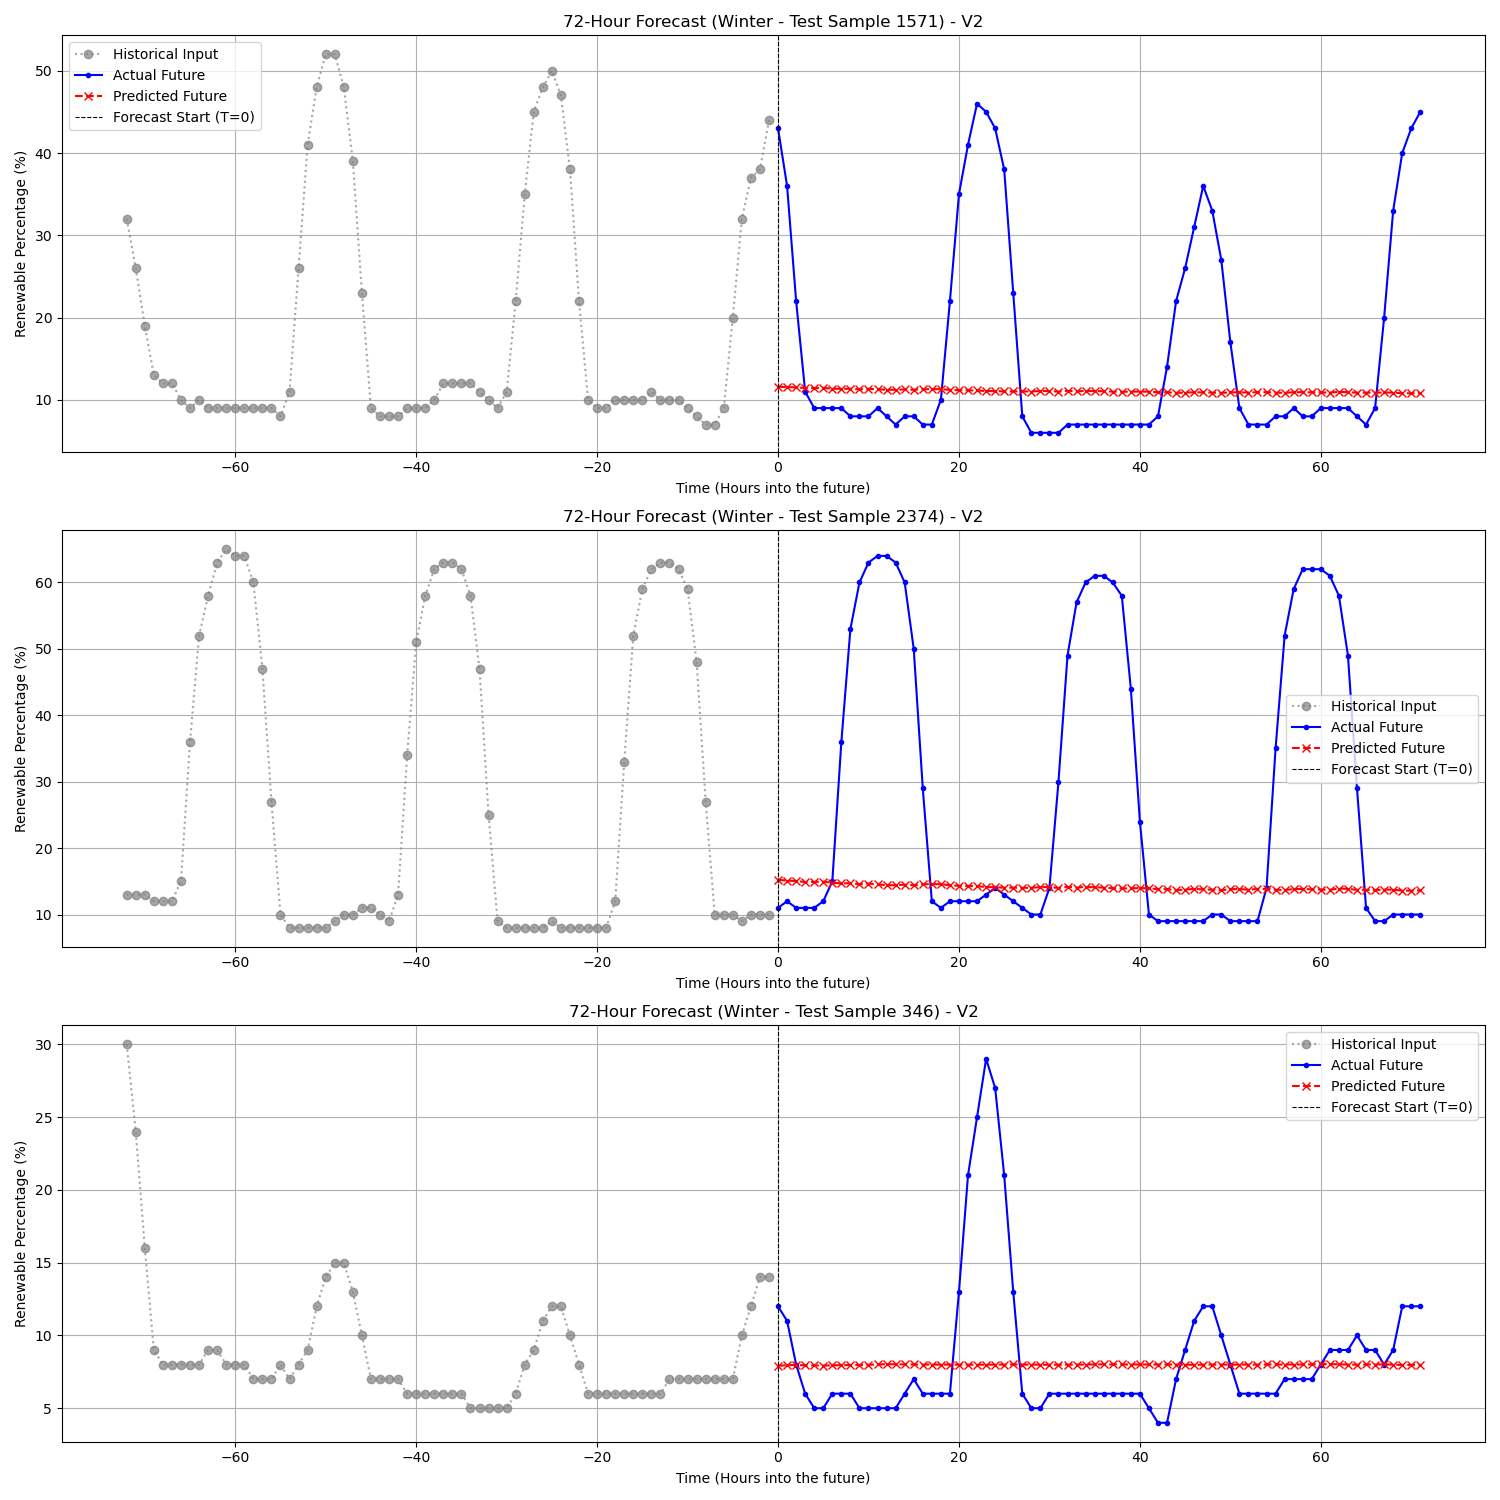 72-Hour Forecast (Winter - Test Sample 1571) - V2
Historical Input
Actual Future
Predicted Future
Forecast Start (T=0)
Renewable Percentage (%)
50
40
30
20
10
−60 −40 −20 0 20 40 60
Time (Hours into the future)
72-Hour Forecast (Winter - Test Sample 2374) - V2
Historical Input
Actual Future
Predicted Future
Forecast Start (T=0)
Renewable Percentage (%)
60
50
40
30
20
10
−60 −40 −20 0 20 40 60
Time (Hours into the future)
72-Hour Forecast (Winter - Test Sample 346) - V2
Historical Input
Actual Future
Predicted Future
Forecast Start (T=0)
Renewable Percentage (%)
30
25
20
15
10
5
−60 −40 −20 0 20 40 60
Time (Hours into the future)